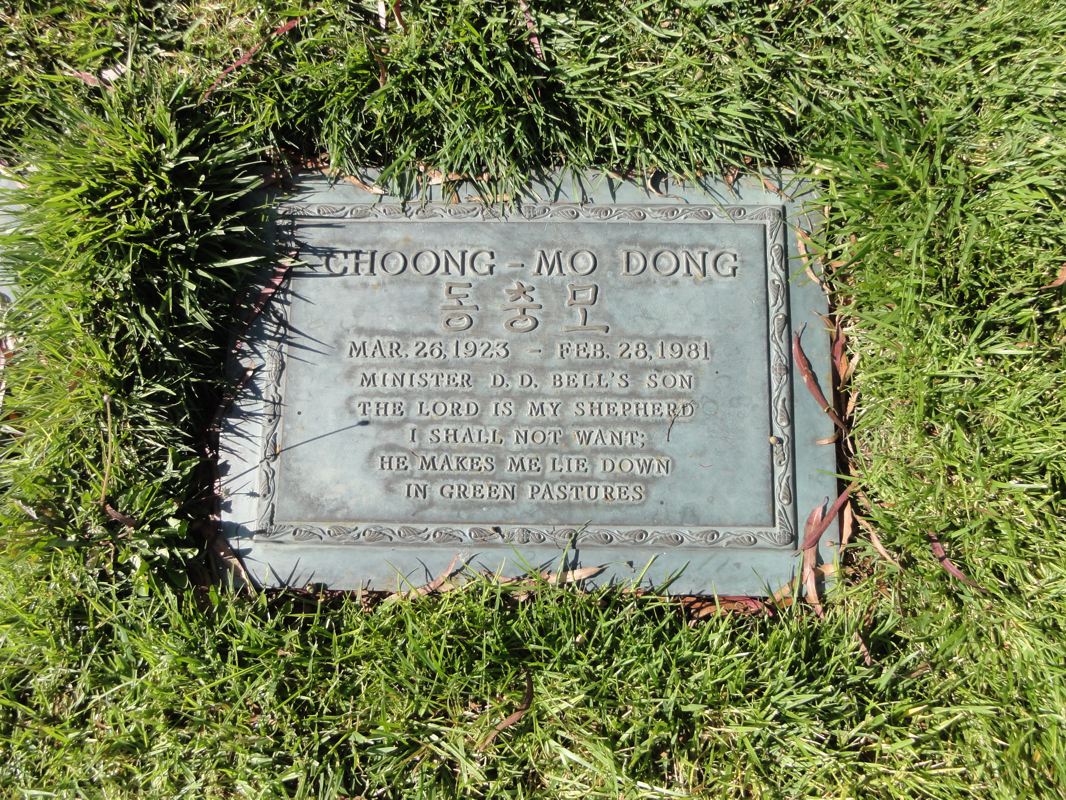 CHOONG - MO DONG
동충모
MAR. 26, 1923 - FEB. 28, 1981
MINISTER D. D. BELL'S SON
THE LORD IS MY SHEPHERD
I SHALL NOT WANT;
HE MAKES ME LIE DOWN
IN GREEN PASTURES